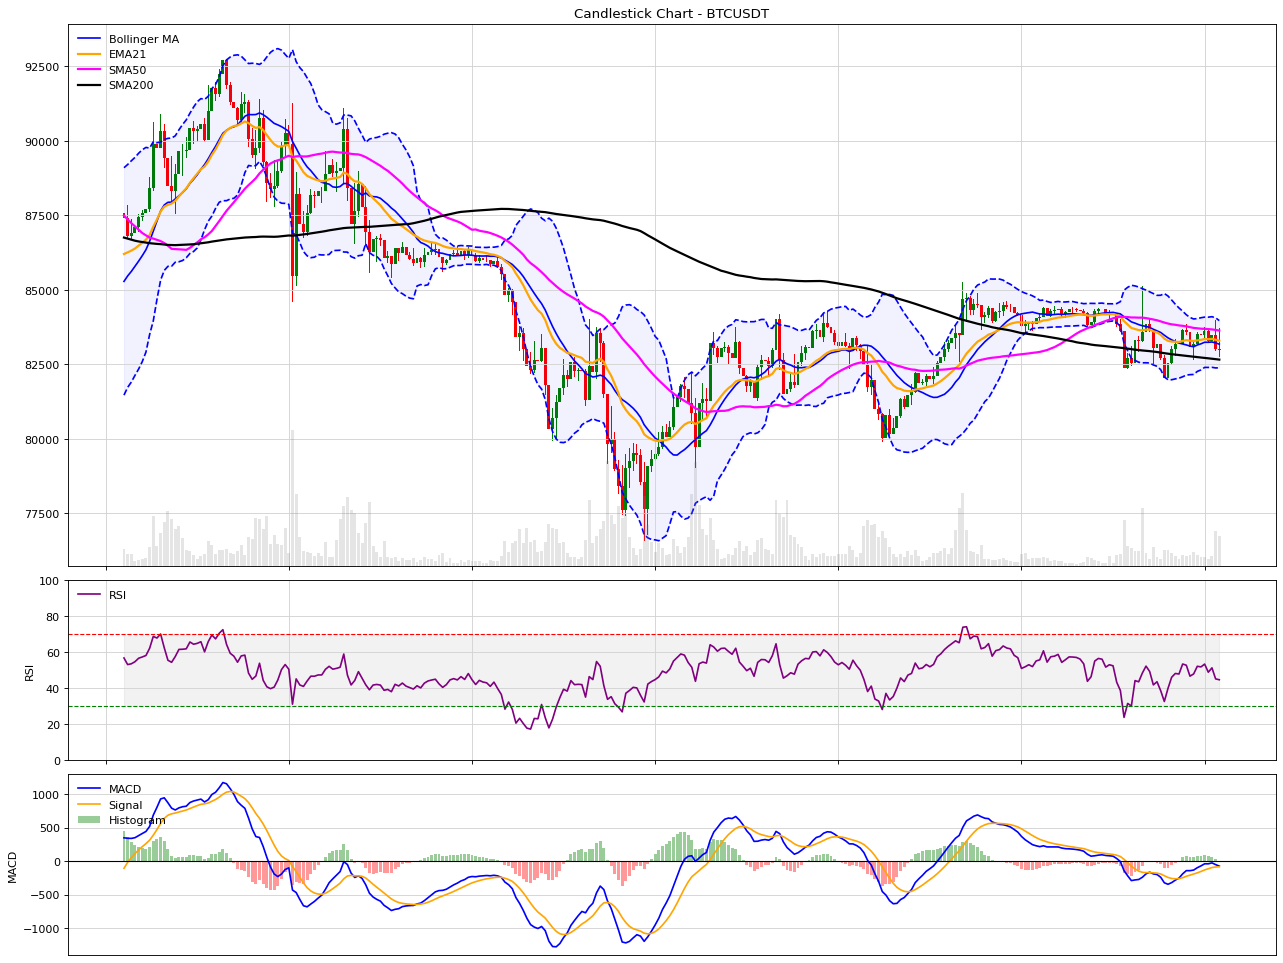 Candlestick Chart - BTCUSDT
Bollinger MA
EMA21
SMA50
SMA200
92500
90000
87500
85000
82500
80000
77500
RSI
100
80
60
40
20
0
RSI
MACD
Signal
Histogram
1000
500
0
−500
−1000
MACD